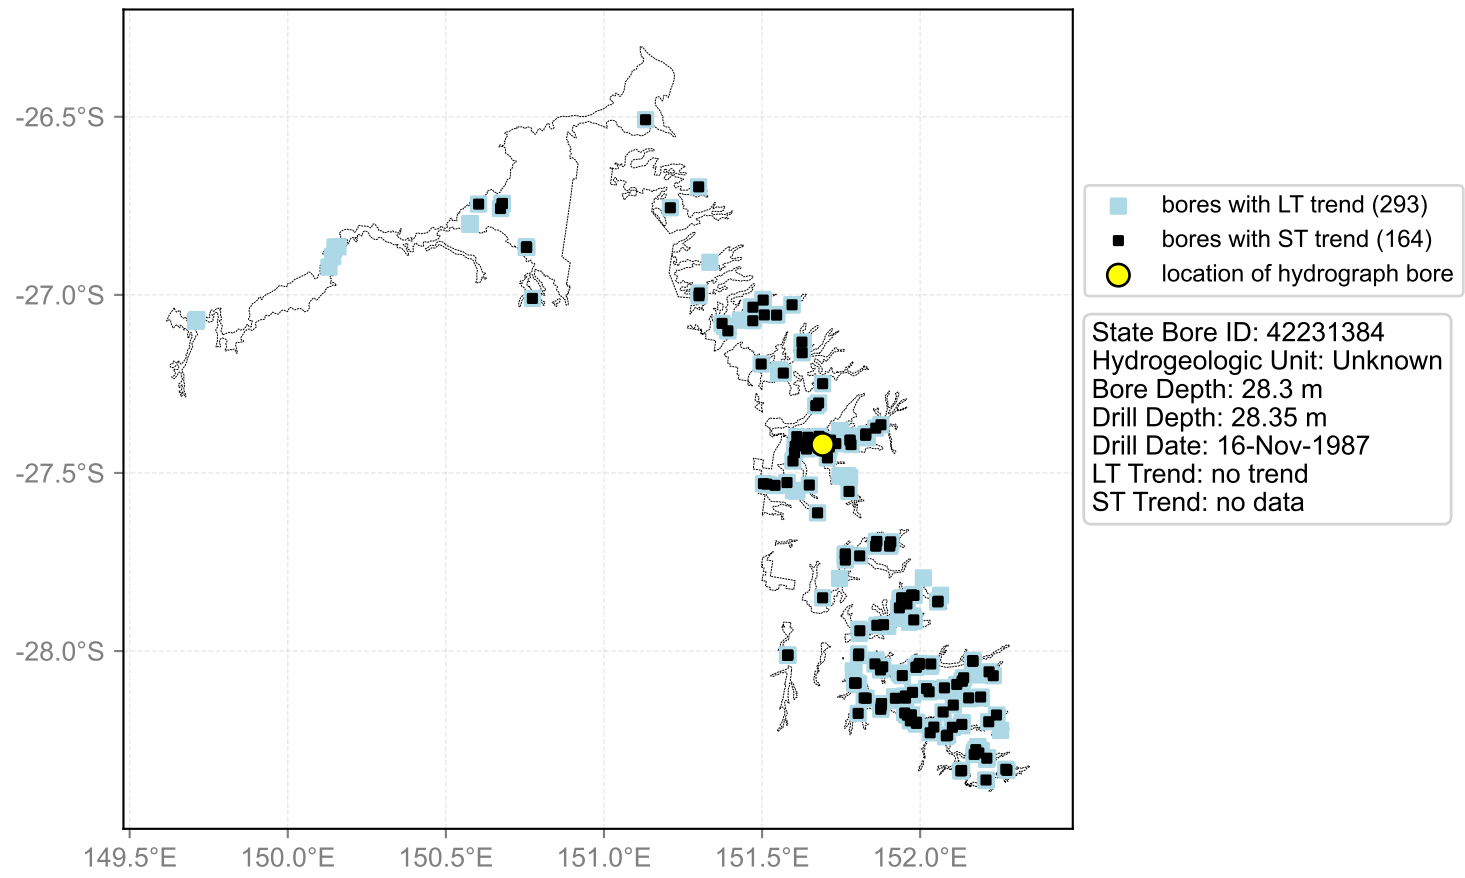 -26.5°S
-27.0°S
-27.5°S
-28.0°S
149.5°E
150.0°E
150.5°E
151.0°E
151.5°E
152.0°E
bores with LT trend (293)
bores with ST trend (164)
location of hydrograph bore
State Bore ID: 42231384
Hydrogeologic Unit: Unknown
Bore Depth: 28.3 m
Drill Depth: 28.35 m
Drill Date: 16-Nov-1987
LT Trend: no trend
ST Trend: no data